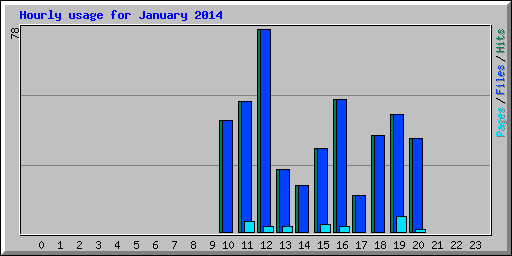 Hourly usage for January 2014
78
Pages/Files/Hits
0 1 2 3 4 5 6 7 8 9 10 11 12 13 14 15 16 17 18 19 20 21 22 23